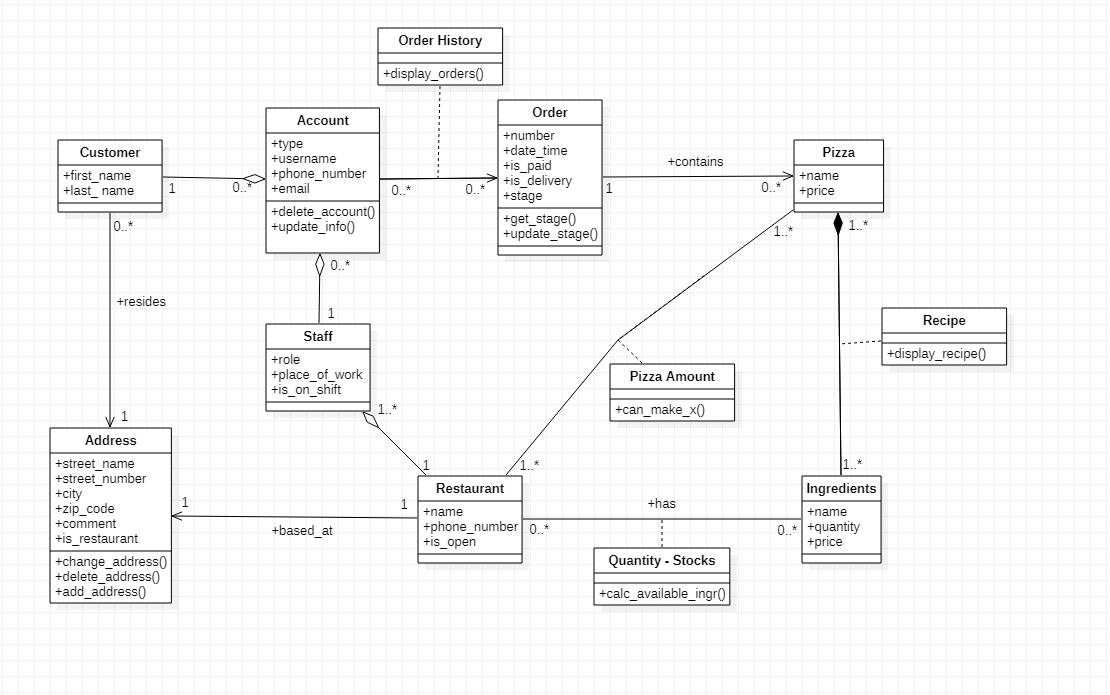 Order History
+display_orders()
Account
+type
+username
+phone_number
+email
+delete_account()
+update_info()
Order
+number
+date_time
+is_paid
+is_delivery
+stage
+get_stage()
+update_stage()
Customer
+first_name
+last_ name
Pizza
+name
+price
1
0..*
0..*
0..*
+contains
1
0..*
0..*
0..*
1
+resides
1..*
1..*
Staff
+role
+place_of_work
+is_on_shift
Recipe
+display_recipe()
Pizza Amount
+can_make_x()
1
1..*
Address
+street_name
+street_number
+city
+zip_code
+comment
+is_restaurant
+change_address()
+delete_address()
+add_address()
1
1
+based_at
1
1..*
Restaurant
+name
+phone_number
+is_open
1..*
Ingredients
+name
+quantity
+price
+has
0..*
0..*
Quantity - Stocks
+calc_available_ingr()